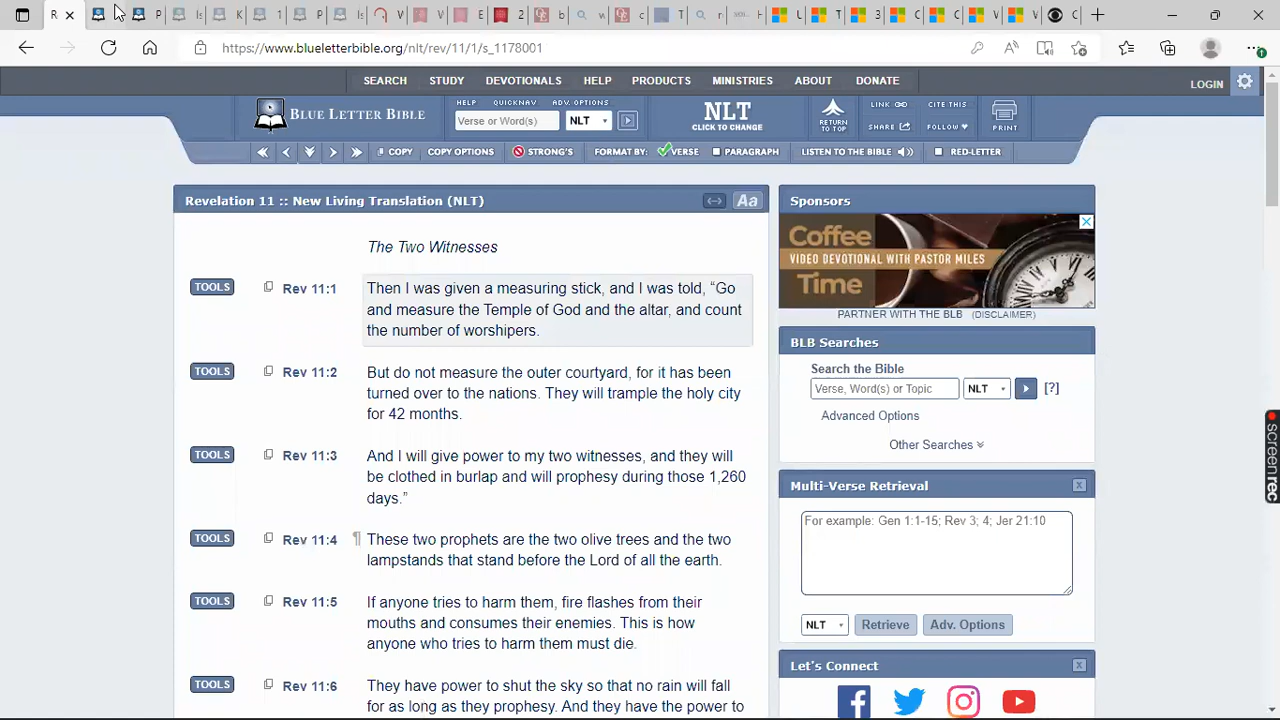 R
P
Is
K
1
P
Is
V
V
E
2
b
w
c
T
r
U
T
3
C
C
V
V
C
https://www.blueletterbible.org/nlt/rev/11/1/s_1178001
SEARCH STUDY DEVOTIONALS HELP PRODUCTS MINISTRIES ABOUT DONATE LOGIN
BLUE LETTER BIBLE
HELP QUICKNAV ADV. OPTIONS
Verse or Word(s) NLT
NLT
CLICK TO CHANGE
RETURN
TO TOP
LINK CITE THIS
SHARE FOLLOW
PRINT
COPY COPY OPTIONS STRONG'S FORMAT BY: VERSE PARAGRAPH LISTEN TO THE BIBLE RED-LETTER
Revelation 11 :: New Living Translation (NLT) Aa
The Two Witnesses
TOOLS Rev 11:1 Then I was given a measuring stick, and I was told, “Go
and measure the Temple of God and the altar, and count
the number of worshipers.
TOOLS Rev 11:2 But do not measure the outer courtyard, for it has been
turned over to the nations. They will trample the holy city
for 42 months.
TOOLS Rev 11:3 And I will give power to my two witnesses, and they will
be clothed in burlap and will prophesy during those 1,260
days.”
TOOLS Rev 11:4 ¶ These two prophets are the two olive trees and the two
lampstands that stand before the Lord of all the earth.
TOOLS Rev 11:5 If anyone tries to harm them, fire flashes from their
mouths and consumes their enemies. This is how
anyone who tries to harm them must die.
TOOLS Rev 11:6 They have power to shut the sky so that no rain will fall
for as long as they prophesy. And they have the power to
Sponsors
Coffee
VIDEO DEVOTIONAL WITH PASTOR MILES
Time
PARTNER WITH THE BLB (DISCLAIMER)
BLB Searches
Search the Bible
Verse, Word(s) or Topic NLT [?]
Advanced Options
Other Searches
Multi-Verse Retrieval x
For example: Gen 1:1-15; Rev 3; 4; Jer 21:10
NLT Retrieve Adv. Options
Let's Connect x
screenrec